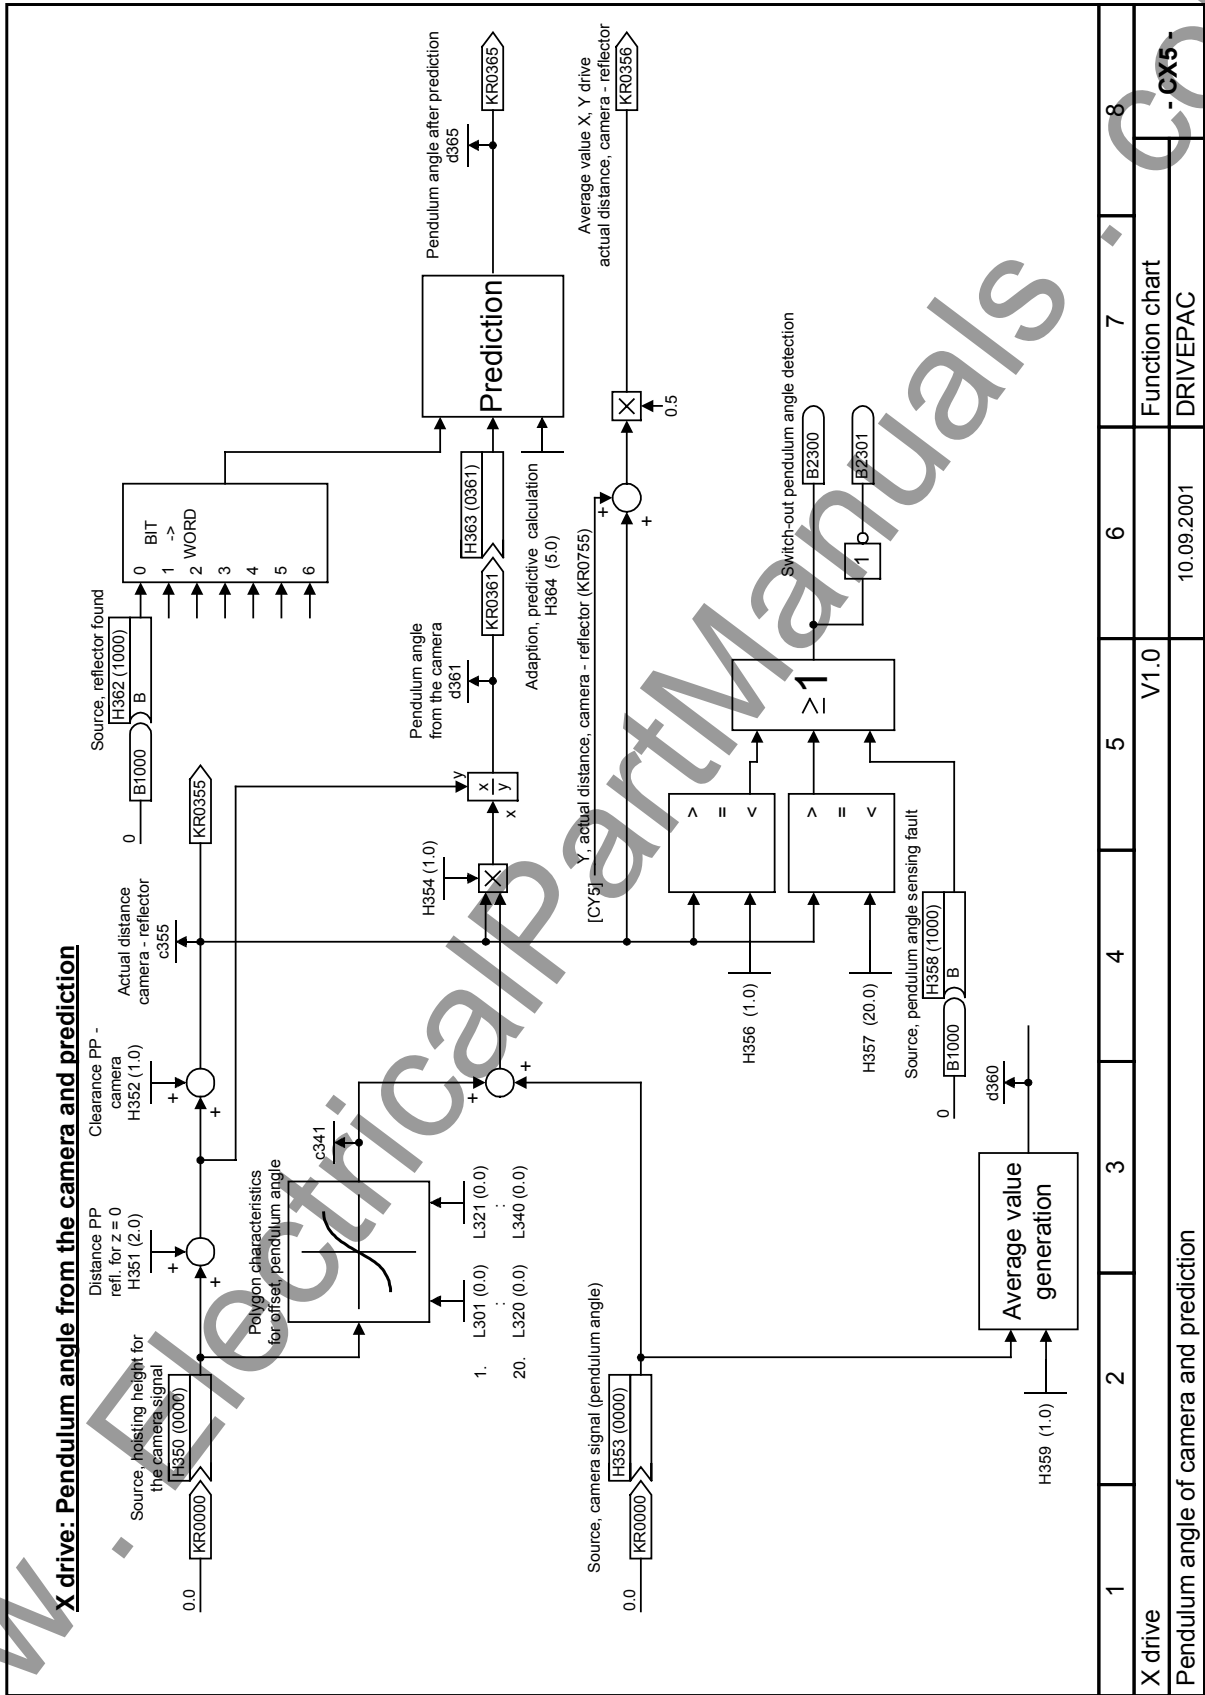 X drive: Pendulum angle from the camera and prediction
Source, hoisting height for
the camera signal
H350 (0000)
KR0000
0.0
Distance PP
refl. for z = 0
H351 (2.0)
+
+
Clearance PP -
camera
H352 (1.0)
+
+
Actual distance
camera - reflector
c355
KR0355
Source, reflector found
H362 (1000)
B1000
B
0
0
1
2
3
4
5
6
BIT
->
WORD
Polygon characteristics
for offset, pendulum angle
c341
1.
L301 (0.0)
L321 (0.0)
:
:
20.
L320 (0.0)
L340 (0.0)
+
+
H354 (1.0)
x
y
x
y
Pendulum angle
from the camera
d361
KR0361
H363 (0361)
Adaption, predictive calculation
H364 (5.0)
Prediction
Pendulum angle after prediction
d365
KR0365
Source, camera signal (pendulum angle)
H353 (0000)
KR0000
0.0
[CY5]
Y, actual distance, camera - reflector (KR0755)
+
+
0.5
Average value X, Y drive
actual distance, camera - reflector
KR0356
H356 (1.0)
>
=
<
H357 (20.0)
>
=
<
Source, pendulum angle sensing fault
H358 (1000)
B1000
B
0
≥1
Switch-out pendulum angle detection
B2300
1
B2301
H359 (1.0)
Average value
generation
d360
1
2
3
4
5
6
7
8
X drive
V1.0
Function chart
- CX5 -
Pendulum angle of camera and prediction
10.09.2001
DRIVEPAC
w . ElectricalPartManuals . co